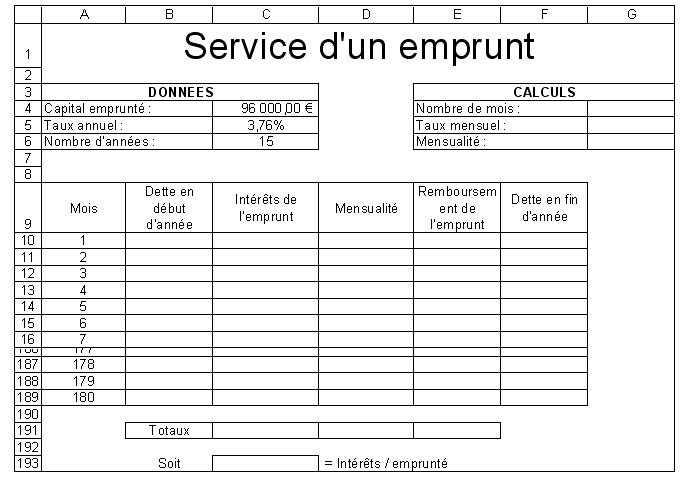 A B C D E F G
1 Service d'un emprunt
2
3 DONNEES CALCULS
4 Capital emprunté : 96 000,00 € Nombre de mois :
5 Taux annuel : 3,76% Taux mensuel :
6 Nombre d'années : 15 Mensualité :
7
8
9 Mois Dette en début d'année Intérêts de l'emprunt Mensualité Remboursem ent de l'emprunt Dette en fin d'année
10 1
11 2
12 3
13 4
14 5
15 6
16 7
187 178
188 179
189 180
190
191 Totaux
192
193 Soit = Intérêts / emprunté